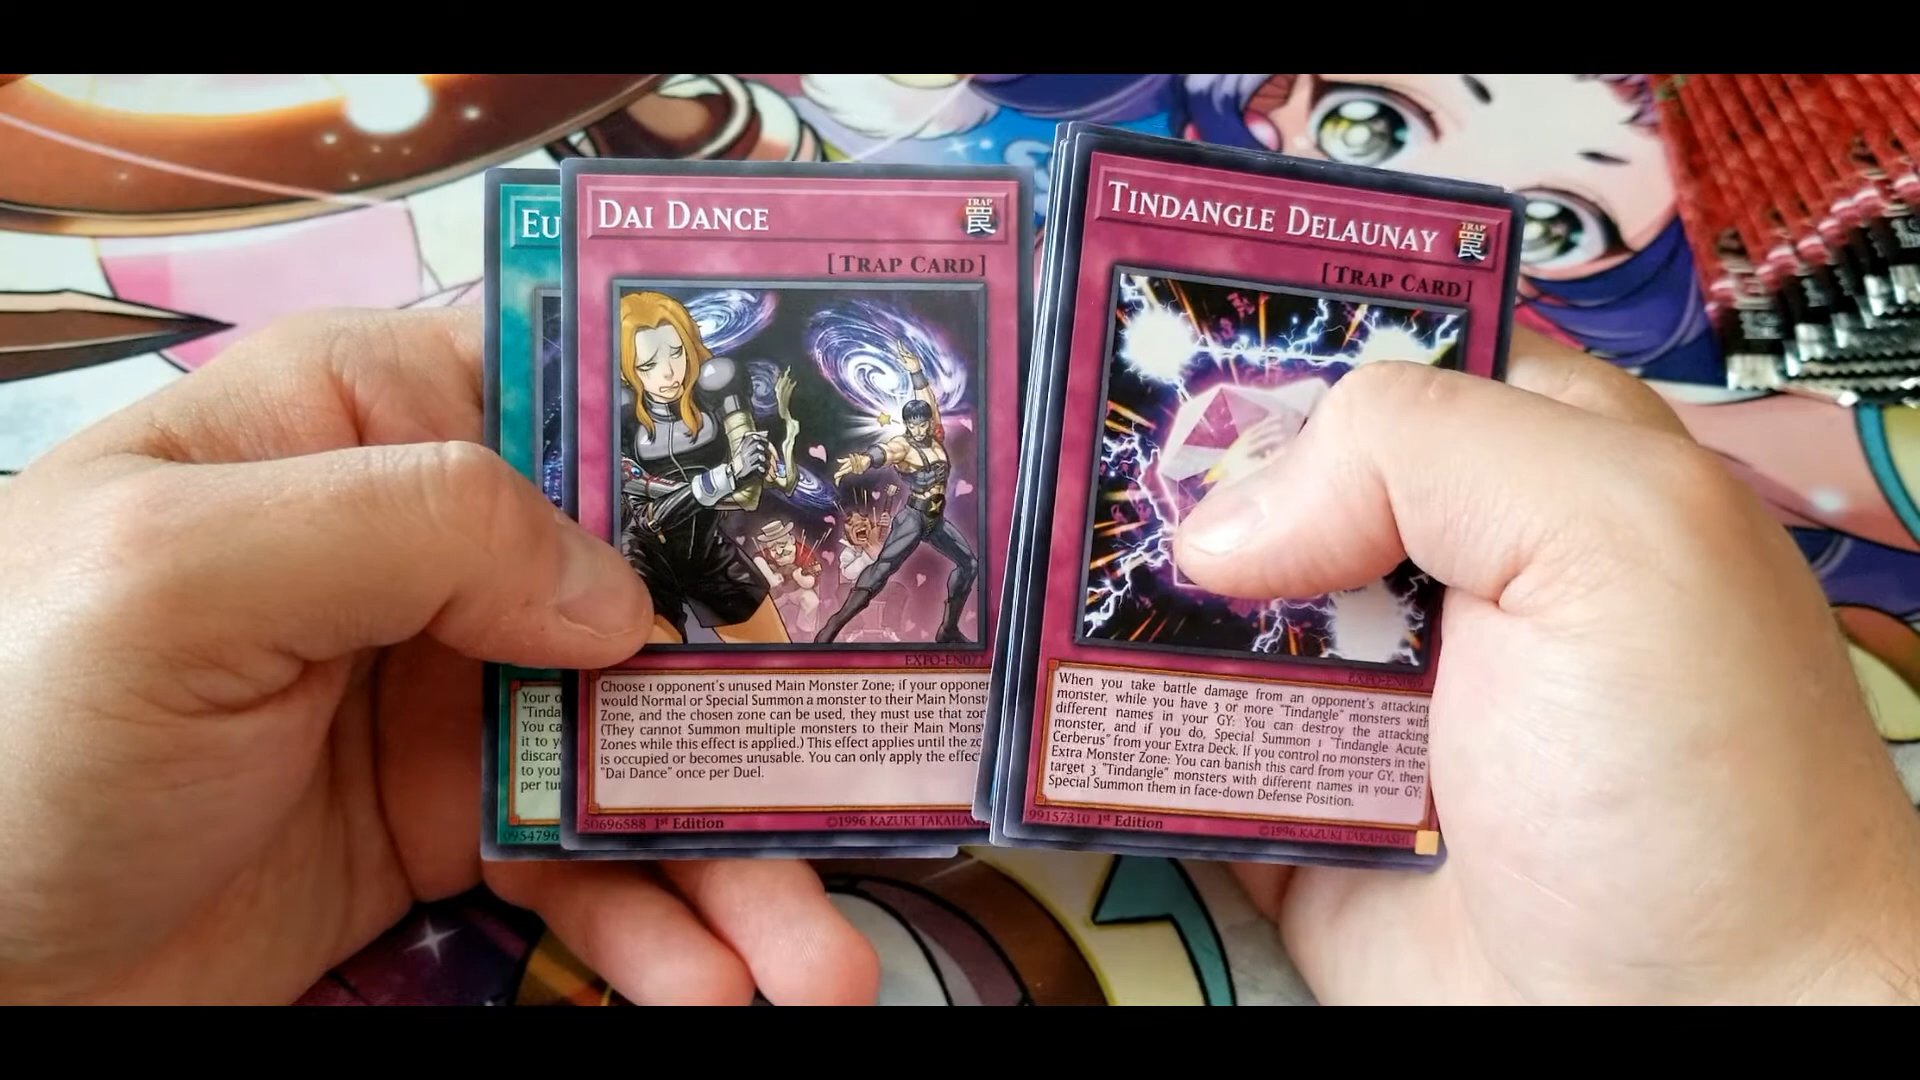 EU
Your o
"Tinda
You ca
it to y
discar
to you
per tu
0954796
DAI DANCE
TRAP
罠
[TRAP CARD]
EXFO-EN077
Choose 1 opponent's unused Main Monster Zone; if your opponen
would Normal or Special Summon a monster to their Main Monst
Zone, and the chosen zone can be used, they must use that zon
(They cannot Summon multiple monsters to their Main Mons
Zones while this effect is applied.) This effect applies until the zo
is occupied or becomes unusable. You can only apply the effec
"Dai Dance" once per Duel.
50696588 1st Edition
©1996 KAZUKI TAKAHASH
TINDANGLE DELAUNAY
TRAP
罠
[TRAP CARD]
When you take battle damage from an opponent's attacking
monster, while you have 3 or more "Tindangle" monsters with
different names in your GY: You can destroy the attacking
monster, and if you do, Special Summon 1 "Tindangle Acute
Cerberus" from your Extra Deck. If you control no monsters in the
Extra Monster Zone: You can banish this card from your GY, then
target 3 "Tindangle" monsters with different names in your GY;
Special Summon them in face-down Defense Position.
99157310 1st Edition
©1996 KAZUKI TAKAHASHI